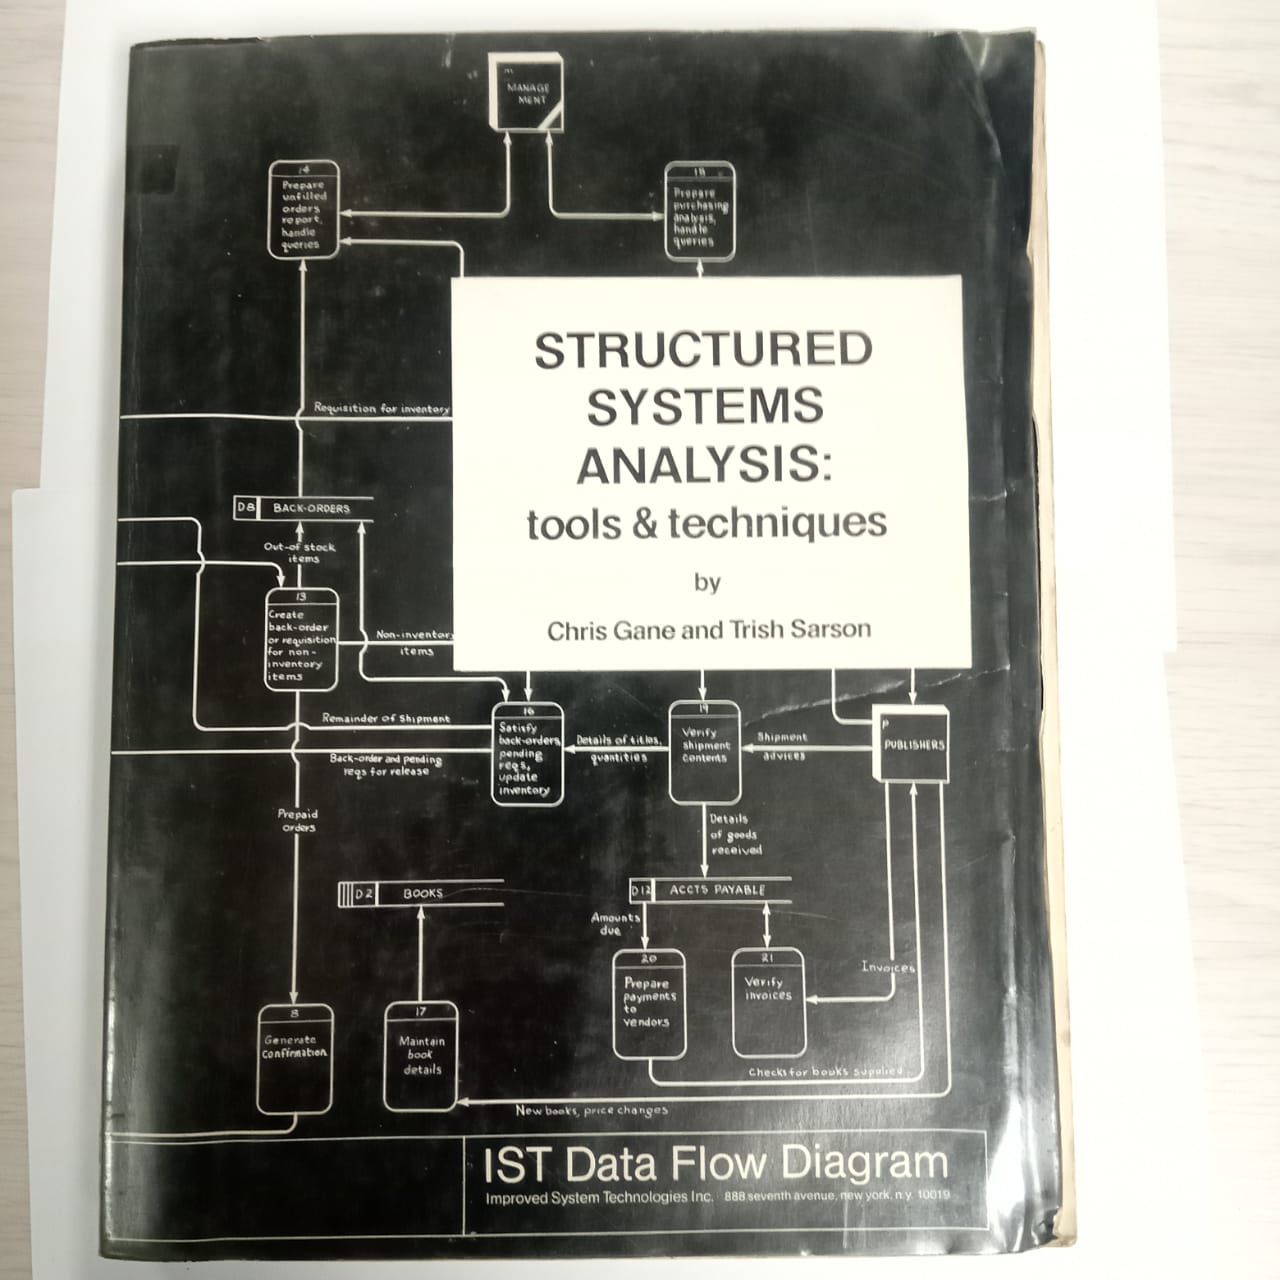 m
MANAGE
MENT
14
Prepare
unfilled
orders
report,
handle
queries
18
Prepare
purchasing
analysis,
handle
queries
STRUCTURED
SYSTEMS
ANALYSIS:
tools & techniques
by
Chris Gane and Trish Sarson
Requisition for inventory
D8 BACK-ORDERS
Out-of stock
items
13
Create
back-order
or requisition
for non-
inventory
items
Non-inventory
items
Remainder of shipment
Back-order and pending
reqs for release
16
Satisfy
back-orders,
pending
reqs,
update
inventory
Details of titles,
quantities
19
Verify
shipment
contents
Shipment
advices
P
PUBLISHERS
Prepaid
orders
Details
of goods
received
D2 BOOKS
D12 ACCTS PAYABLE
Amounts
due
20
Prepare
payments
to
vendors
21
Verify
invoices
Invoices
8
Generate
confirmation
17
Maintain
book
details
Checks for books supplied
New books, price changes
IST Data Flow Diagram
Improved System Technologies Inc. 888 seventh avenue, new york, n.y. 10019